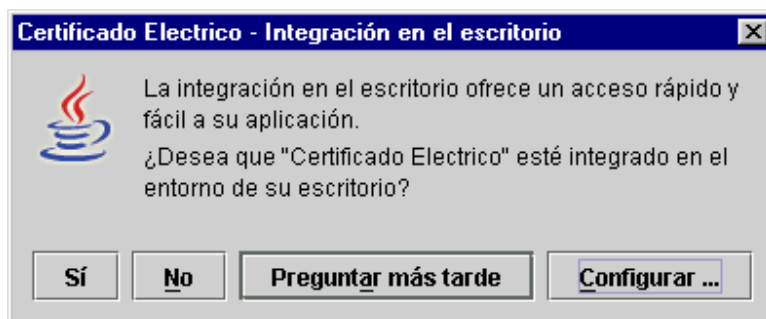 Certificado Electrico - Integración en el escritorio
La integración en el escritorio ofrece un acceso rápido y
fácil a su aplicación.
¿Desea que "Certificado Electrico" esté integrado en el
entorno de su escritorio?
Sí No Preguntar más tarde Configurar ...